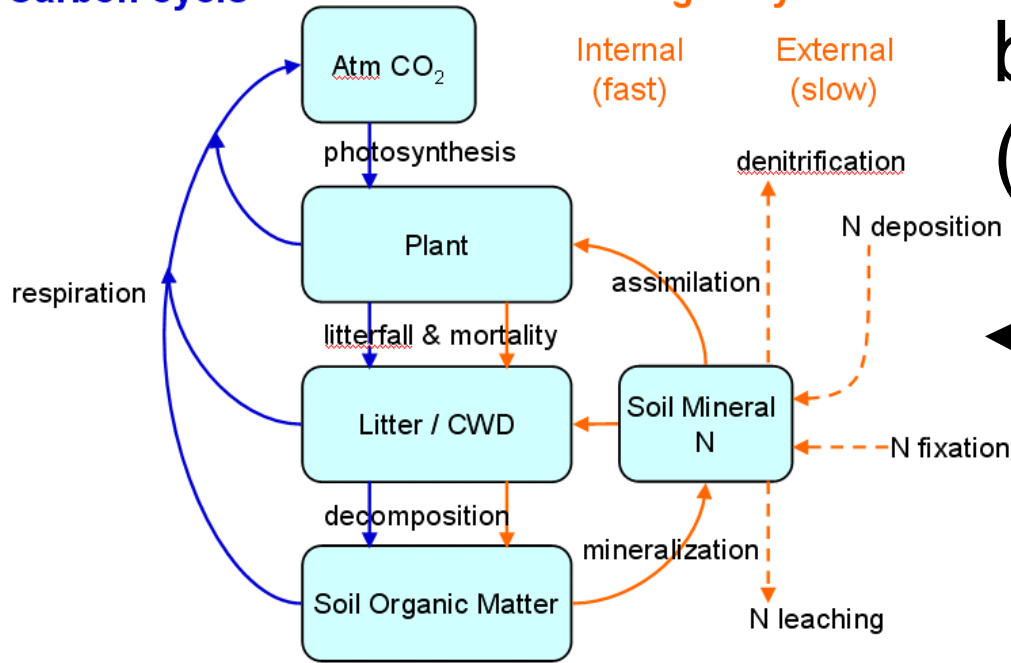 Atm CO₂
Internal
(fast)
External
(slow)
photosynthesis
denitrification
Plant
N deposition
assimilation
respiration
litterfall & mortality
Litter / CWD
Soil Mineral
N
N fixation
decomposition
mineralization
Soil Organic Matter
N leaching